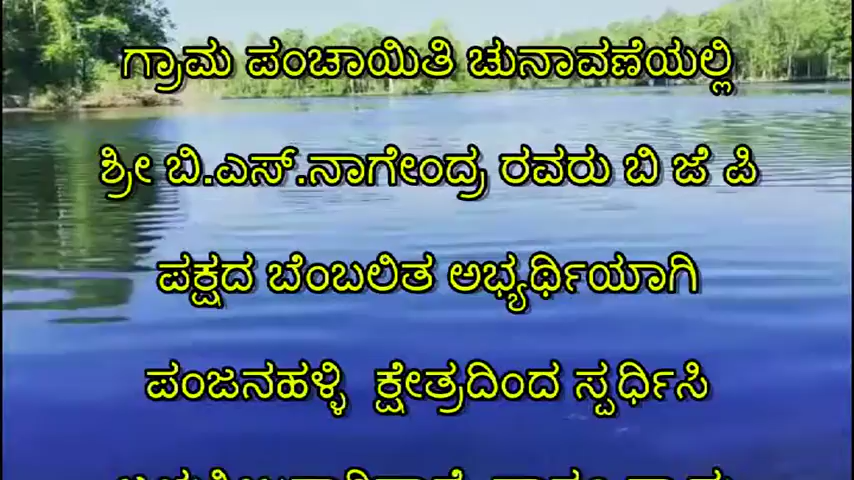 ಗ್ರಾಮ ಪಂಚಾಯಿತಿ ಚುನಾವಣೆಯಲ್ಲಿ
ಶ್ರೀ ಬಿ.ಎಸ್.ನಾಗೇಂದ್ರ ರವರು ಬಿ ಜೆ ಪಿ
ಪಕ್ಷದ ಬೆಂಬಲಿತ ಅಭ್ಯರ್ಥಿಯಾಗಿ
ಪಂಜನಹಳ್ಳಿ ಕ್ಷೇತ್ರದಿಂದ ಸ್ಪರ್ಧಿಸಿ